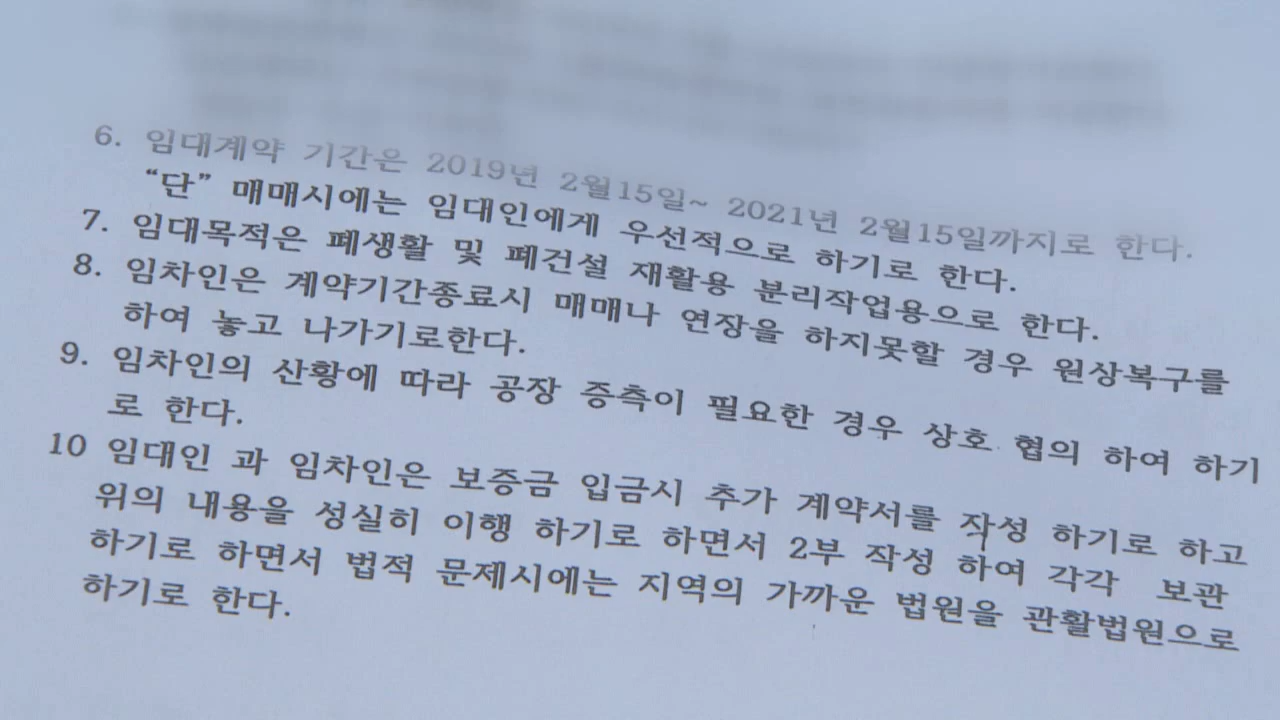 6. 임대계약 기간은 2019년 2월15일~ 2021년 2월15일까지로 한다.
“단” 매매시에는 임대인에게 우선적으로 하기로 한다.
7. 임대목적은 폐생활 및 폐건설 재활용 분리작업용으로 한다.
8. 임차인은 계약기간종료시 매매나 연장을 하지못할 경우 원상복구를
하여 놓고 나가기로한다.
9. 임차인의 산황에 따라 공장 증측이 필요한 경우 상호 협의 하여 하기
로 한다.
10 임대인 과 임차인은 보증금 입금시 추가 계약서를 작성 하기로 하고
위의 내용을 성실히 이행 하기로 하면서 2부 작성 하여 각각 보관
하기로 하면서 법적 문제시에는 지역의 가까운 법원을 관활법원으로
하기로 한다.